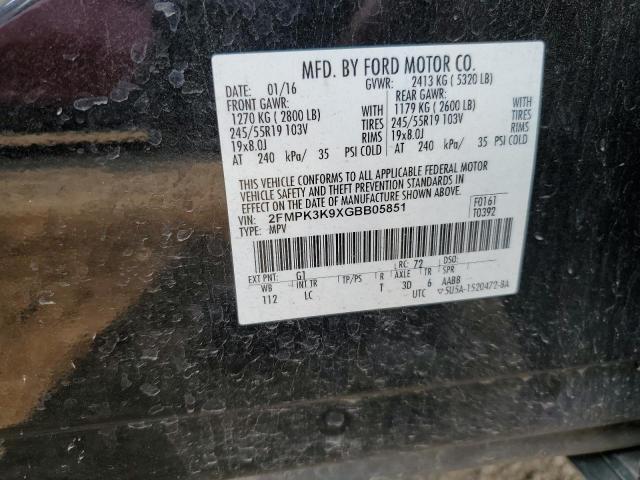 MFD. BY FORD MOTOR CO.
DATE: 01/16 GVWR: 2413 KG ( 5320 LB)
FRONT GAWR: REAR GAWR:
1270 KG ( 2800 LB) WITH 1179 KG ( 2600 LB) WITH
245/55R19 103V TIRES 245/55R19 103V TIRES
19x8.0J RIMS 19x8.0J RIMS
AT 240 kPa/ 35 PSI COLD AT 240 kPa/ 35 PSI COLD
THIS VEHICLE CONFORMS TO ALL APPLICABLE FEDERAL MOTOR
VEHICLE SAFETY AND THEFT PREVENTION STANDARDS IN
EFFECT ON THE DATE OF MANUFACTURE SHOWN ABOVE.
VIN: 2FMPK3K9XGBB05851 F0161
TYPE: MPV T0392
EXT PNT: G1 RC: 72 DSO:
WB INT TR TP/PS R AXLE TR SPR
112 LC T 3D 6 AABB
UTC ▽5U5A-1520472-BA